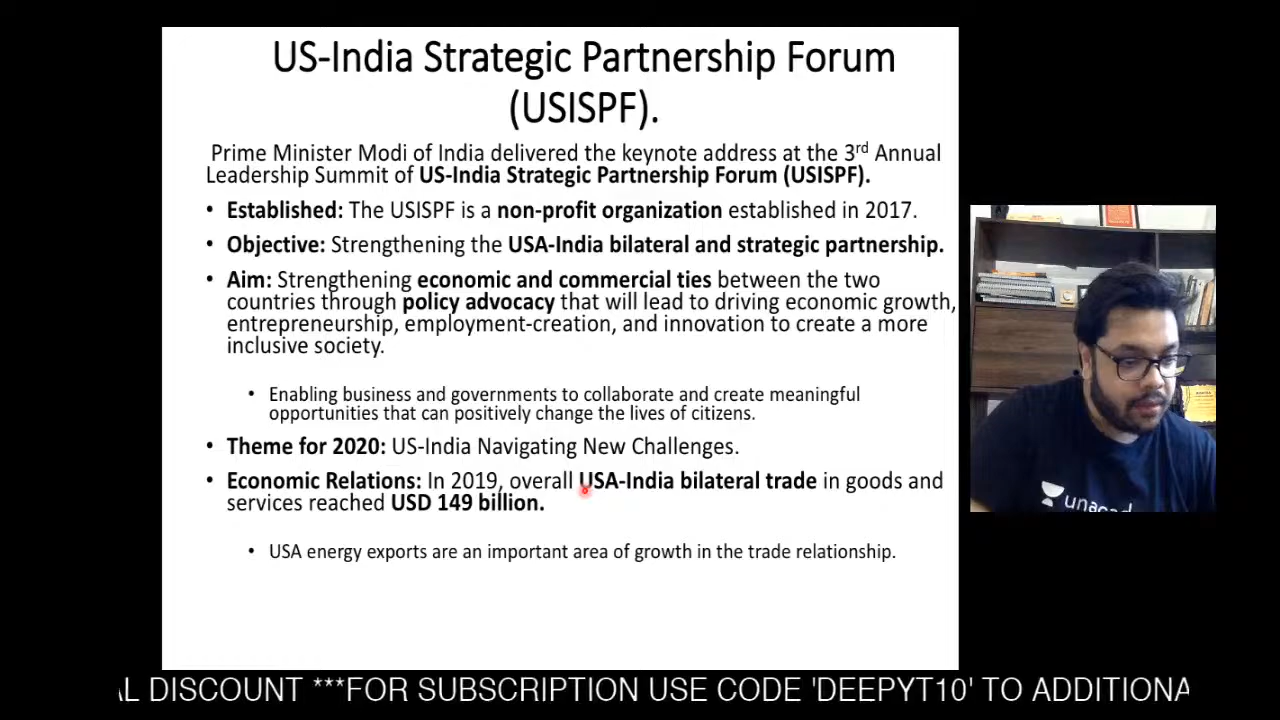 US-India Strategic Partnership Forum
(USISPF).
Prime Minister Modi of India delivered the keynote address at the 3rd Annual
Leadership Summit of US-India Strategic Partnership Forum (USISPF).
• Established: The USISPF is a non-profit organization established in 2017.
• Objective: Strengthening the USA-India bilateral and strategic partnership.
• Aim: Strengthening economic and commercial ties between the two
countries through policy advocacy that will lead to driving economic growth,
entrepreneurship, employment-creation, and innovation to create a more
inclusive society.
• Enabling business and governments to collaborate and create meaningful
opportunities that can positively change the lives of citizens.
• Theme for 2020: US-India Navigating New Challenges.
• Economic Relations: In 2019, overall USA-India bilateral trade in goods and
services reached USD 149 billion.
• USA energy exports are an important area of growth in the trade relationship.
unacad
AL DISCOUNT ***FOR SUBSCRIPTION USE CODE 'DEEPYT10' TO ADDITIONA